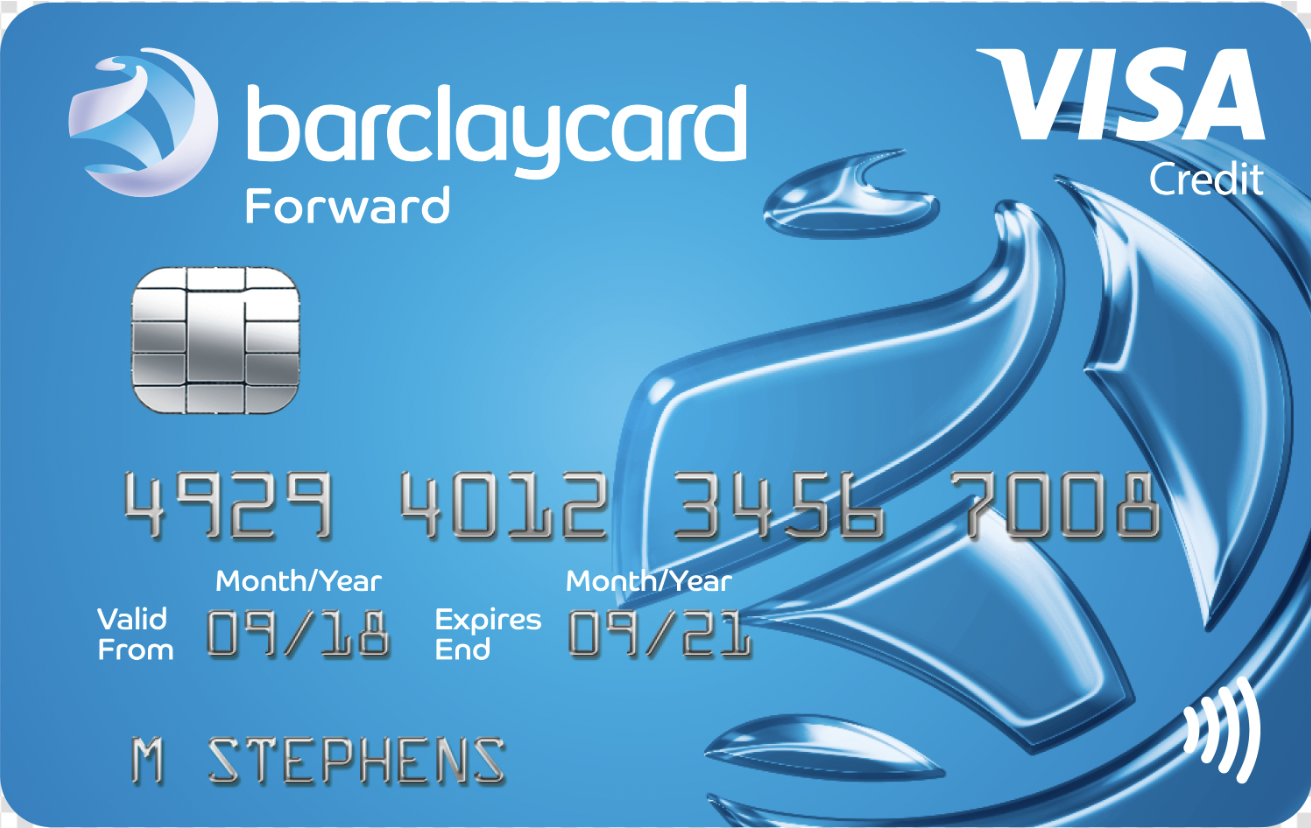 barclaycard
Forward
VISA
Credit
4929 4012 3456 7008
Month/Year Month/Year
Valid From 09/18 Expires End 09/21
M STEPHENS